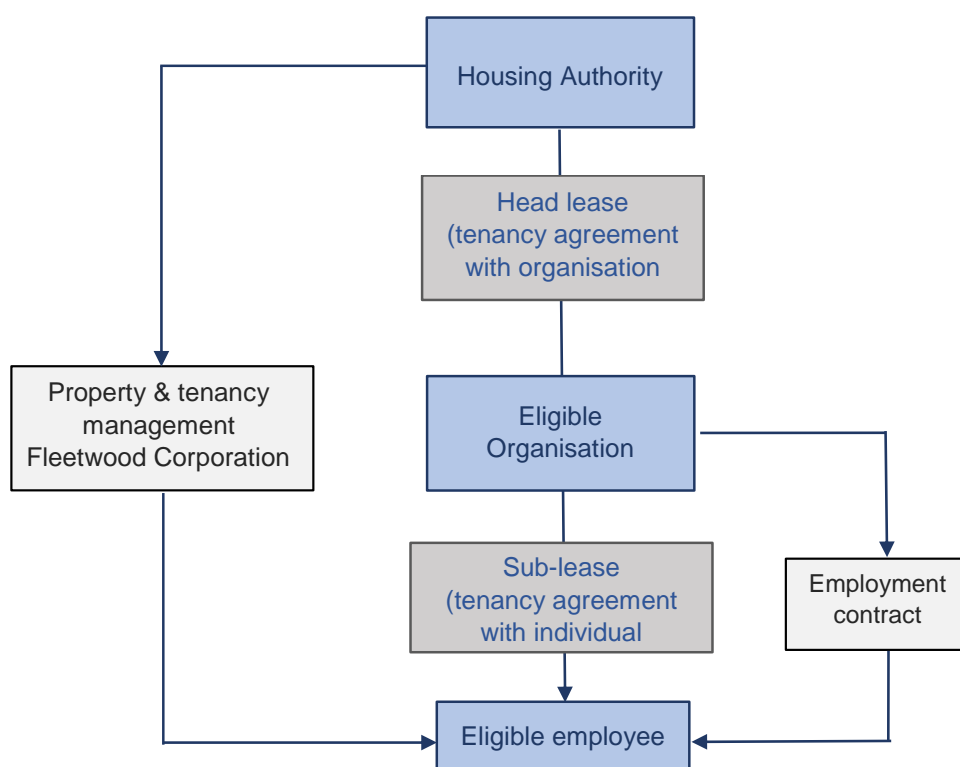 Housing Authority
Head lease
(tenancy agreement
with organisation
Property & tenancy
management
Fleetwood Corporation
Eligible
Organisation
Sub-lease
(tenancy agreement
with individual
Employment
contract
Eligible employee